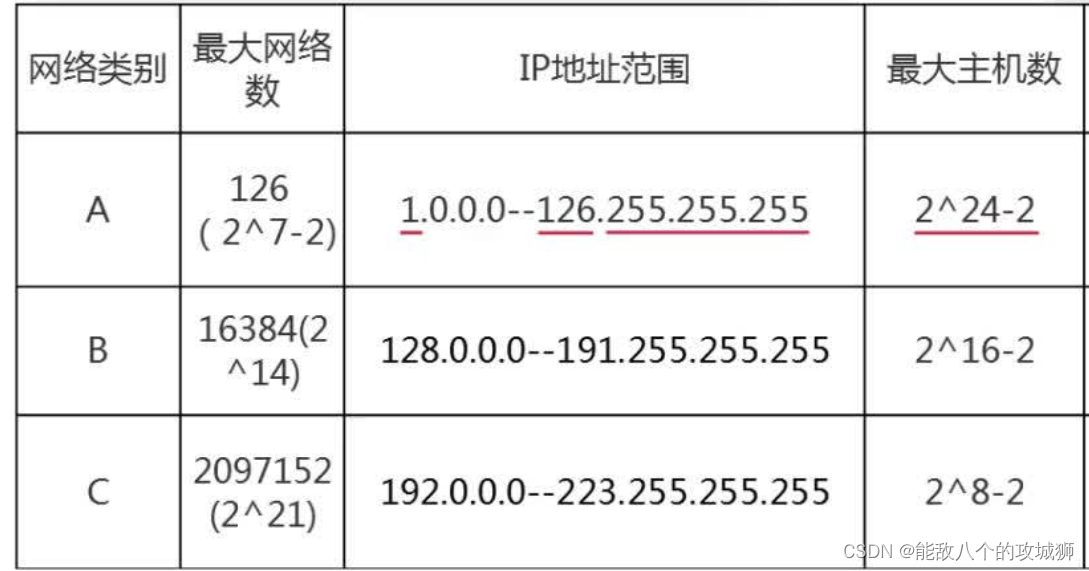 网络类别
最大网络
数
IP地址范围
最大主机数
A
126
( 2^7-2)
1.0.0.0--126.255.255.255
2^24-2
B
16384(2
^14)
128.0.0.0--191.255.255.255
2^16-2
C
2097152
(2^21)
192.0.0.0--223.255.255.255
2^8-2
CSDN @能敌八个的攻城狮